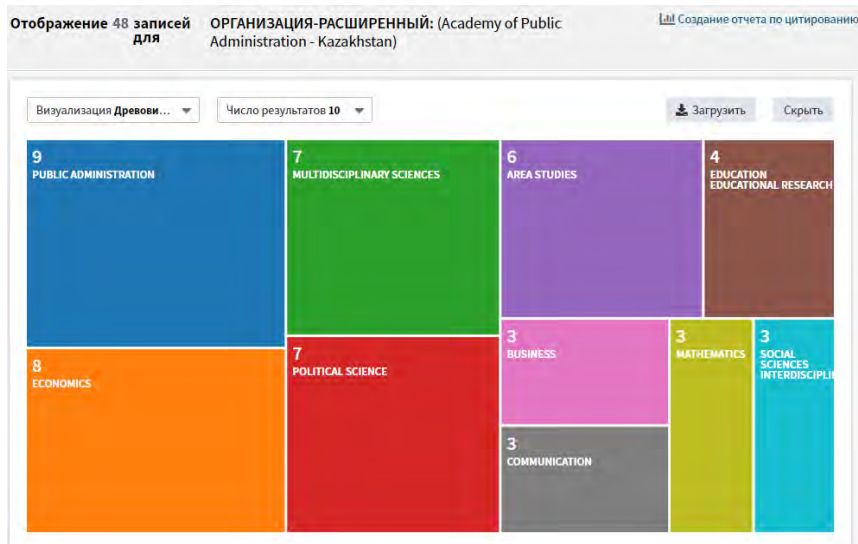 Отображение 48 записей для
ОРГАНИЗАЦИЯ-РАСШИРЕННЫЙ: (Academy of Public
Administration - Kazakhstan)
Создание отчета по цитированию
Визуализация Древови...
Число результатов 10
Загрузить
Скрыть
9
PUBLIC ADMINISTRATION
8
ECONOMICS
7
MULTIDISCIPLINARY SCIENCES
7
POLITICAL SCIENCE
6
AREA STUDIES
4
EDUCATION
EDUCATIONAL RESEARCH
3
BUSINESS
3
COMMUNICATION
3
MATHEMATICS
3
SOCIAL
SCIENCES
INTERDISCIPLI